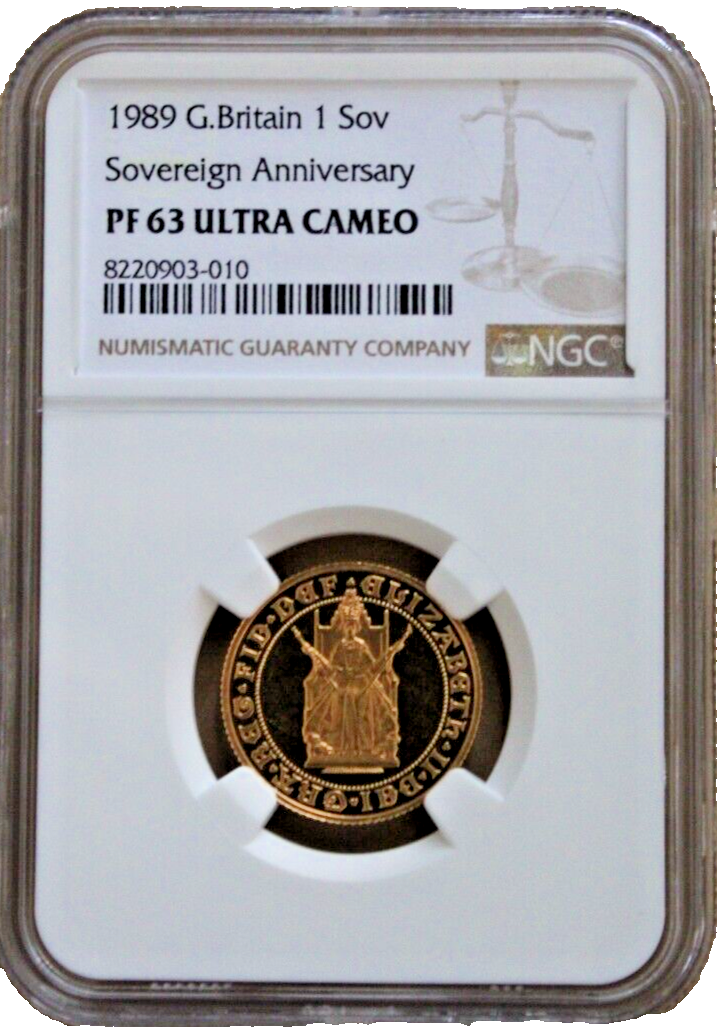 1989 G.Britain 1 Sov
Sovereign Anniversary
PF 63 ULTRA CAMEO
8220903-010
NUMISMATIC GUARANTY COMPANY
NGC®
ELIZABETH·II·DEI·GRA·REG·FID·DEF